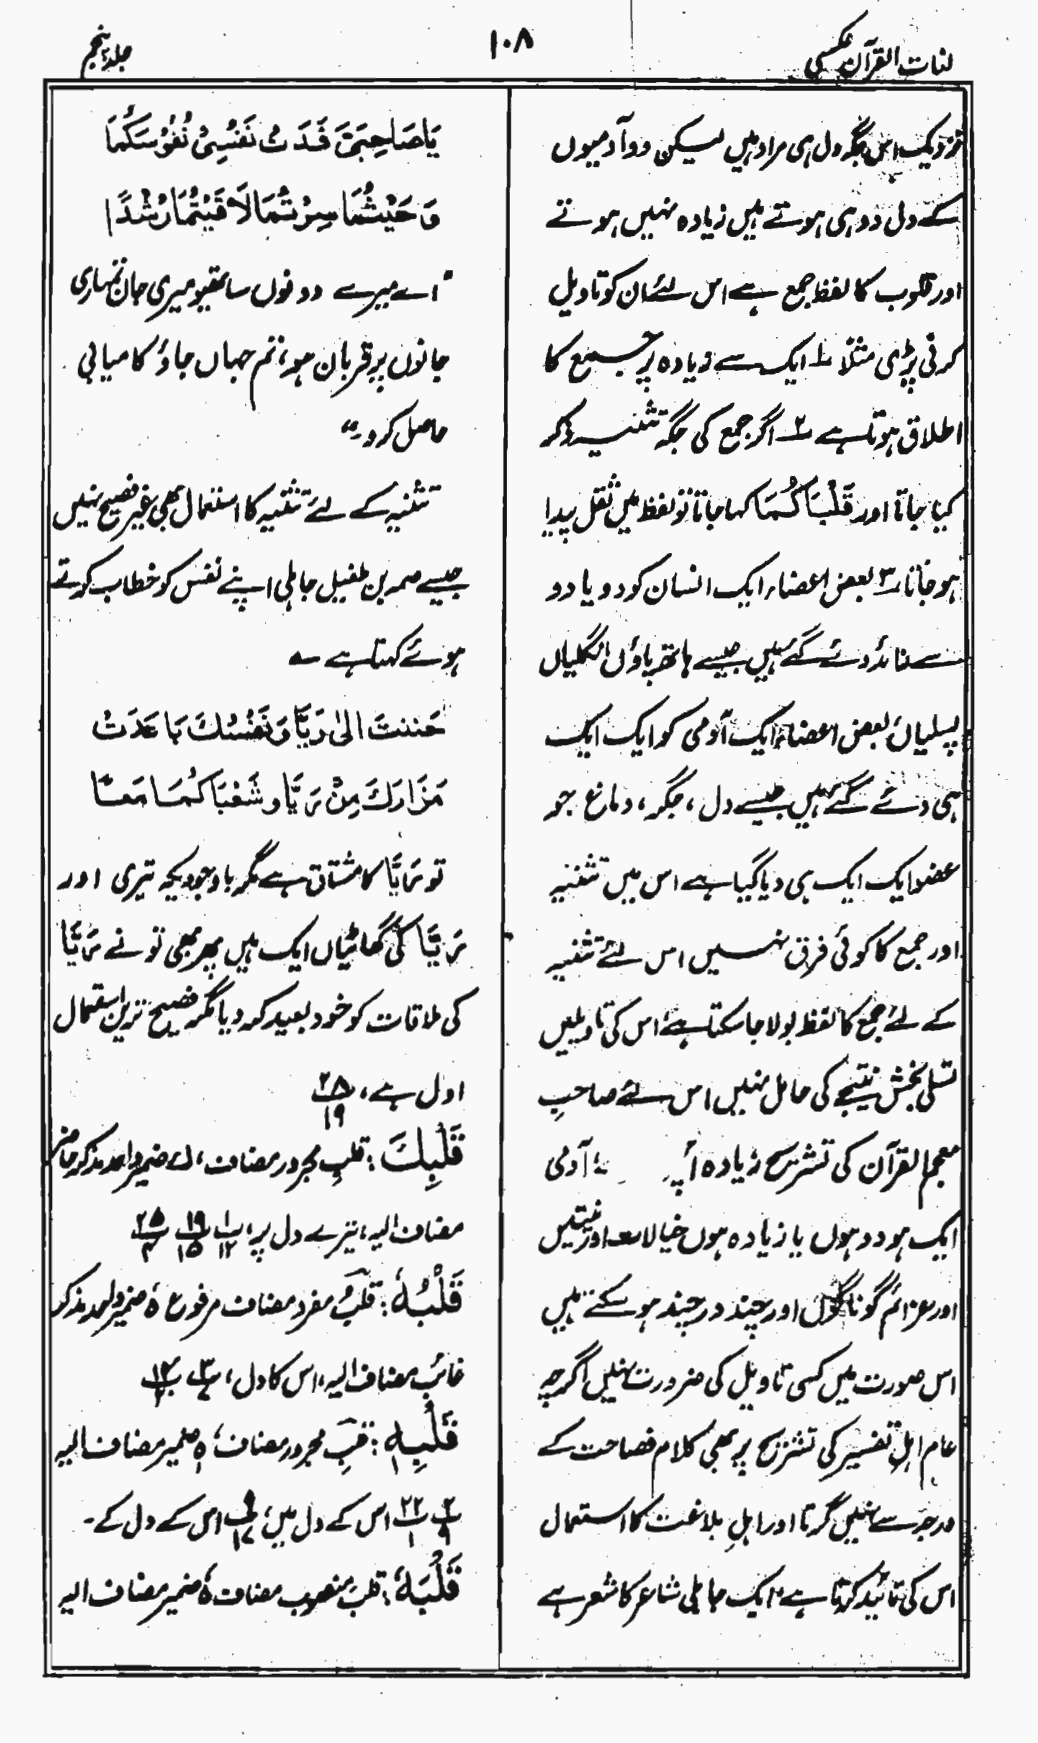 لغات القرآن عکسی
۱۰۸
جلد پنجم
نزدیک اس جگہ دل ہی مراد ہیں لیکن دو آدمیوں
کے دل دو ہی ہوتے ہیں زیادہ نہیں ہوتے
اور قلوب کا لفظ جمع ہے اس لئے ان کو تاویل
کرنی پڑی مثلاً ۱ ایک سے زیادہ پر جمع کا
اطلاق ہوتا ہے ۲ اگر جمع کی جگہ تثنیہ ذکر
کیا جاتا اور قَلْبَاكُمَا کہا جاتا تو لفظ میں ثقل پیدا
ہو جاتا ۳ بعض اعضاء ایک انسان کو دو یا دو
سے زائد دئے گئے ہیں جیسے ہاتھ پاؤں انگلیاں
پسلیاں بعض اعضاء ایک آدمی کو ایک ایک
ہی دئے گئے ہیں جیسے دل، جگر، دماغ جو
عضو ایک ایک ہی دیا گیا ہے اس میں تثنیہ
اور جمع کا کوئی فرق نہیں اس لئے تثنیہ
کے لئے جمع کا لفظ بولا جا سکتا ہے اس کی تاویلیں
تسلی بخش نتیجے کی حامل نہیں اس لئے صاحبِ
معجم القرآن کی تشریح زیادہ آدمی
ایک ہو دو ہوں یا زیادہ ہوں خیالات اور نیتیں
اور عزائم گوناگوں اور چند در چند ہو سکتے ہیں
اس صورت میں کسی تاویل کی ضرورت نہیں اگرچہ
عام اہلِ تفسیر کی تشریح پر بھی کلام فصاحت کے
درجہ سے نہیں گرتا اور اہلِ بلاغت کا استعمال
اس کی تائید کرتا ہے، ایک جاہلی شاعر کا شعر ہے
يَا صَاحِبَيَّ فَدَتْ نَفْسِيْ نُفُوْسَكُمَا
وَحَيْثُمَا سِرْتُمَا لَاقَيْتُمَا رُشْدًا
"اے میرے دونوں ساتھیو میری جان تمہاری
جانوں پر قربان ہو، تم جہاں جاؤ کامیابی
حاصل کرو"
تثنیہ کے لئے تثنیہ کا استعمال بھی غیر فصیح نہیں
جیسے صمہ بن طفیل جاہلی اپنے نفس کو خطاب کرتے
ہوئے کہتا ہے ؎
حَننتَ الىٰ رَيَّا وَنَفْسُكَ بَاعَدَتْ
مَزَارَكَ مِنْ رَيَّا وشَعْبَاكُمَا مَعًا
تو رَیَّا کا مشتاق ہے مگر باوجودیکہ تیری اور
رَیَّا کی گھاٹیاں ایک ہیں پھر بھی تو نے رَیَّا
کی ملاقات کو خود بعید کر دیا مگر فصیح ترین استعمال
اول ہے، ۲۸/۱۹
قَلْبِكَ: قلبِ مجرور مضاف، كَ ضمیر واحد مذکر حاضر
مضاف الیہ، تیرے دل پر، ۱/۱۲ ۱۹/۱۵ ۲۵/۴
قَلْبُهٗ: قلبُ مفرد مضاف مرفوع ہٗ ضمیر واحد مذکر
غائب مضاف الیہ، اس کا دل،
قَلْبِهٖ: قلبِ مجرور مضاف، ہٖ ضمیر مضاف الیہ
۲/۹ ۲۲/۱ اس کے دل میں، اس کے دل کے۔
قَلْبَهٗ: قلبَ منصوب مضاف ہٗ ضمیر مضاف الیہ